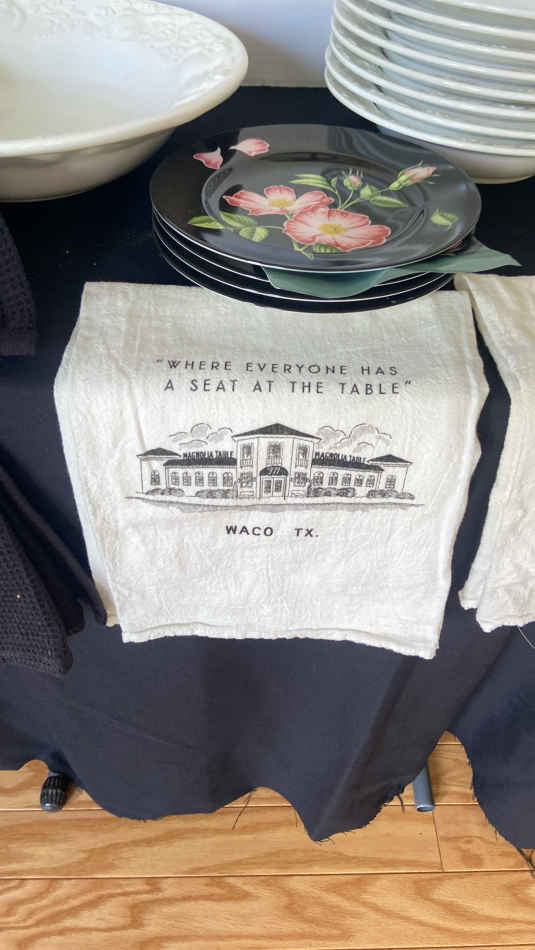 "WHERE EVERYONE HAS
A SEAT AT THE TABLE"
MAGNOLIA TABLE MAGNOLIA TABLE
WACO TX.